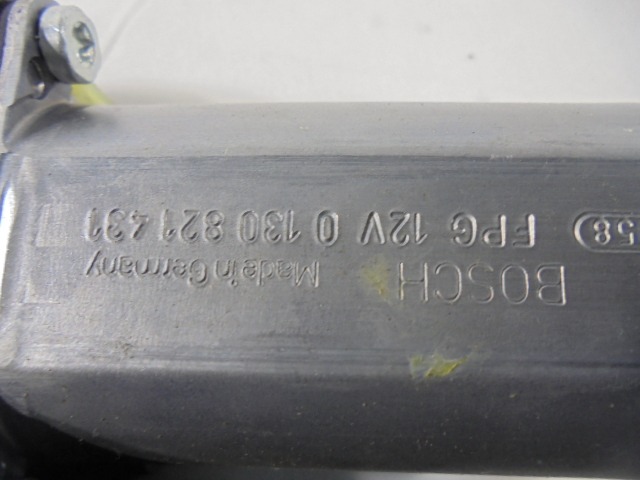 BOSCH Made in Germany
58 FPG 12V 0 130 821 431